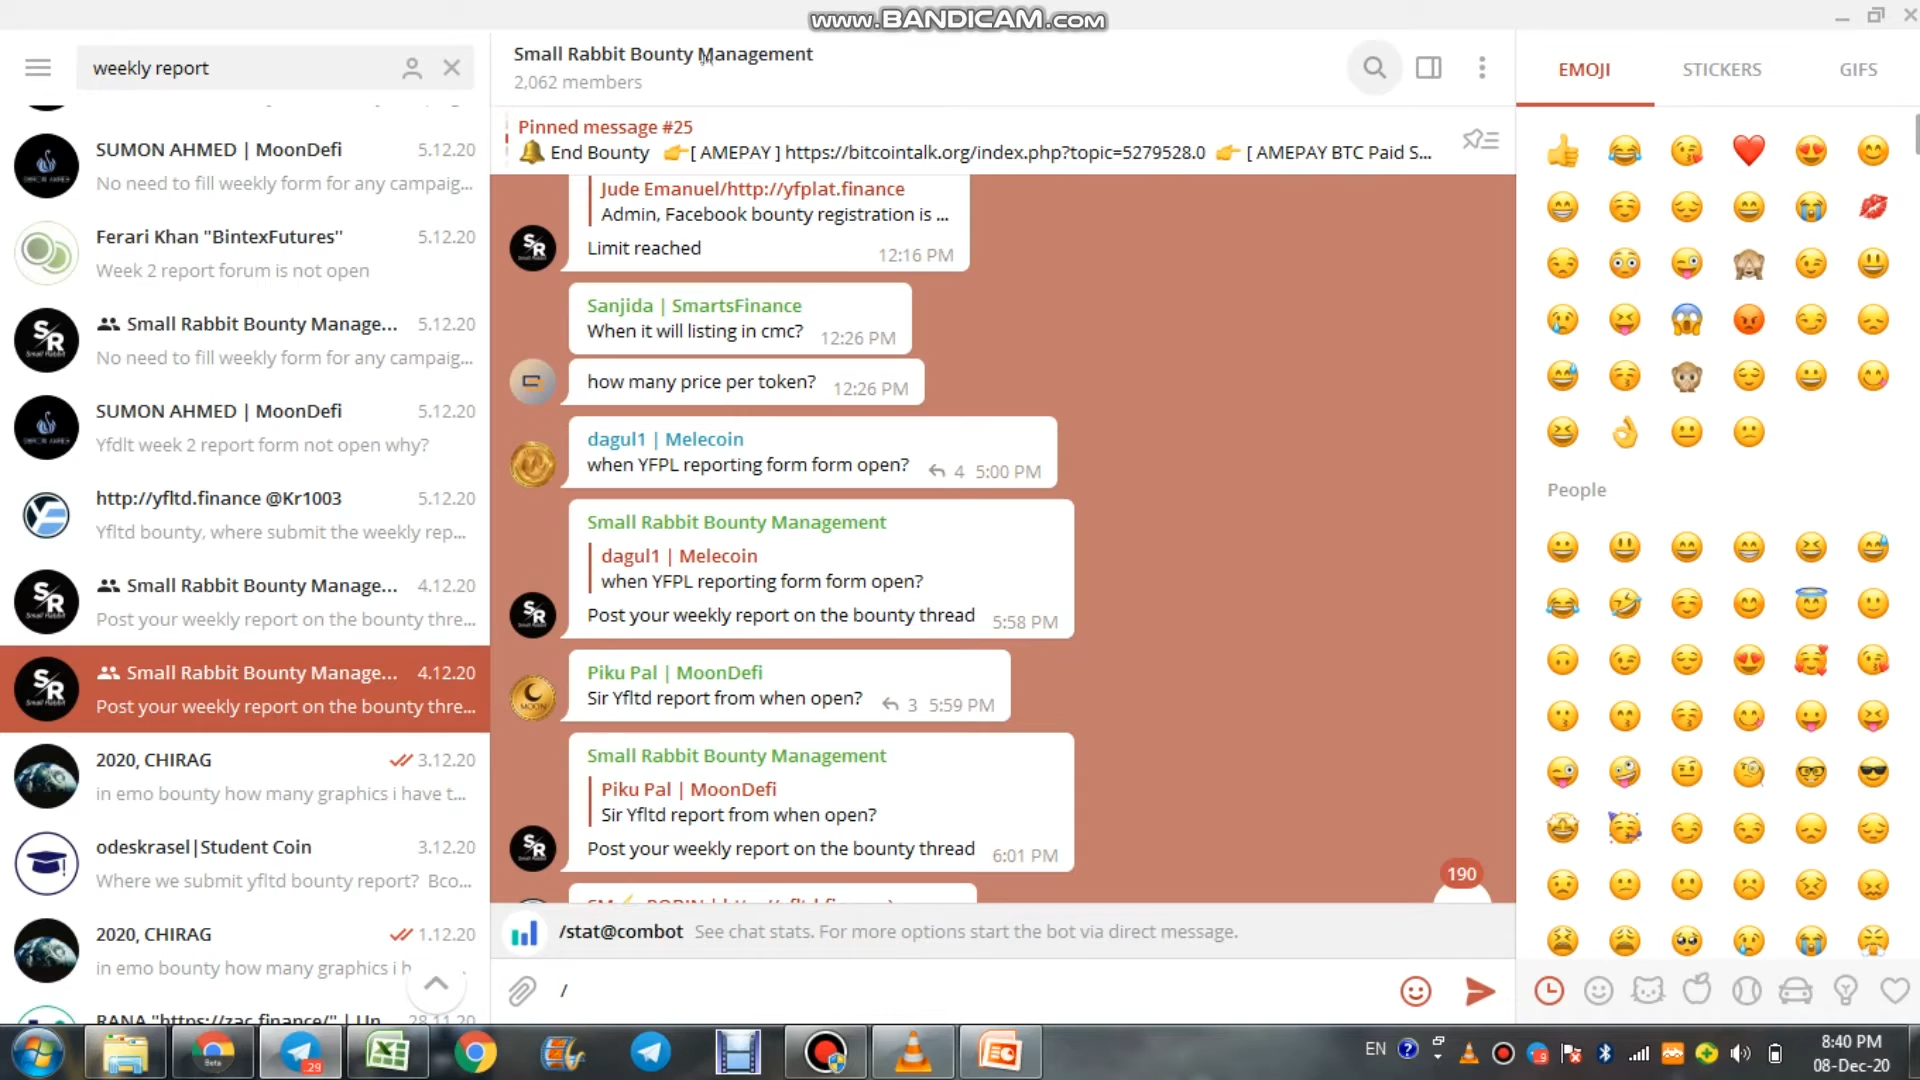 www.BANDICAM.com
weekly report
SUMON AHMED | MoonDefi 5.12.20
No need to fill weekly form for any campaig...
Ferari Khan "BintexFutures" 5.12.20
Week 2 report forum is not open
Small Rabbit Bounty Manage... 5.12.20
No need to fill weekly form for any campaig...
SUMON AHMED | MoonDefi 5.12.20
Yfdlt week 2 report form not open why?
http://yfltd.finance @Kr1003 5.12.20
Yfltd bounty, where submit the weekly rep...
Small Rabbit Bounty Manage... 4.12.20
Post your weekly report on the bounty thre...
Small Rabbit Bounty Manage... 4.12.20
Post your weekly report on the bounty thre...
2020, CHIRAG 3.12.20
in emo bounty how many graphics i have t...
odeskrasel|Student Coin 3.12.20
Where we submit yfltd bounty report? Bco...
2020, CHIRAG 1.12.20
in emo bounty how many graphics i h
RANA "https://zac.finance/" | Un 28.11.20
Small Rabbit Bounty Management
2,062 members
Pinned message #25
End Bounty [ AMEPAY ] https://bitcointalk.org/index.php?topic=5279528.0 [ AMEPAY BTC Paid S...
Jude Emanuel/http://yfplat.finance
Admin, Facebook bounty registration is ...
Limit reached 12:16 PM
Sanjida | SmartsFinance
When it will listing in cmc? 12:26 PM
how many price per token? 12:26 PM
dagul1 | Melecoin
when YFPL reporting form form open? 4 5:00 PM
Small Rabbit Bounty Management
dagul1 | Melecoin
when YFPL reporting form form open?
Post your weekly report on the bounty thread 5:58 PM
Piku Pal | MoonDefi
Sir Yfltd report from when open? 3 5:59 PM
Small Rabbit Bounty Management
Piku Pal | MoonDefi
Sir Yfltd report from when open?
Post your weekly report on the bounty thread 6:01 PM
190
/stat@combot See chat stats. For more options start the bot via direct message.
/
EMOJI STICKERS GIFS
People
EN
8:40 PM
08-Dec-20